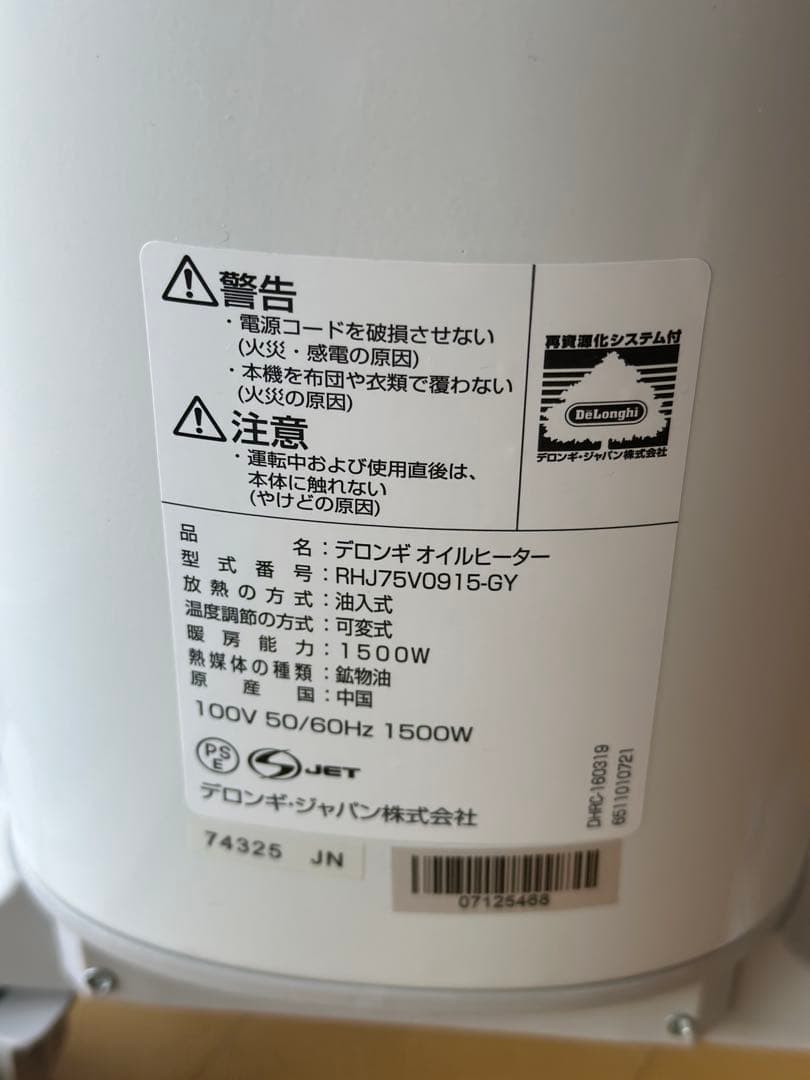 警告
・電源コードを破損させない
(火災・感電の原因)
・本機を布団や衣類で覆わない
(火災の原因)
注意
・運転中および使用直後は、
本体に触れない
(やけどの原因)
再資源化システム付
DeLonghi
デロンギ・ジャパン株式会社
品名：デロンギ オイルヒーター
型式番号：RHJ75V0915-GY
放熱の方式：油入式
温度調節の方式：可変式
暖房能力：1500W
熱媒体の種類：鉱物油
原産国：中国
100V 50/60Hz 1500W
PSE
JET
デロンギ・ジャパン株式会社
DHRC-160319
6511010721
74325 JN
07125468